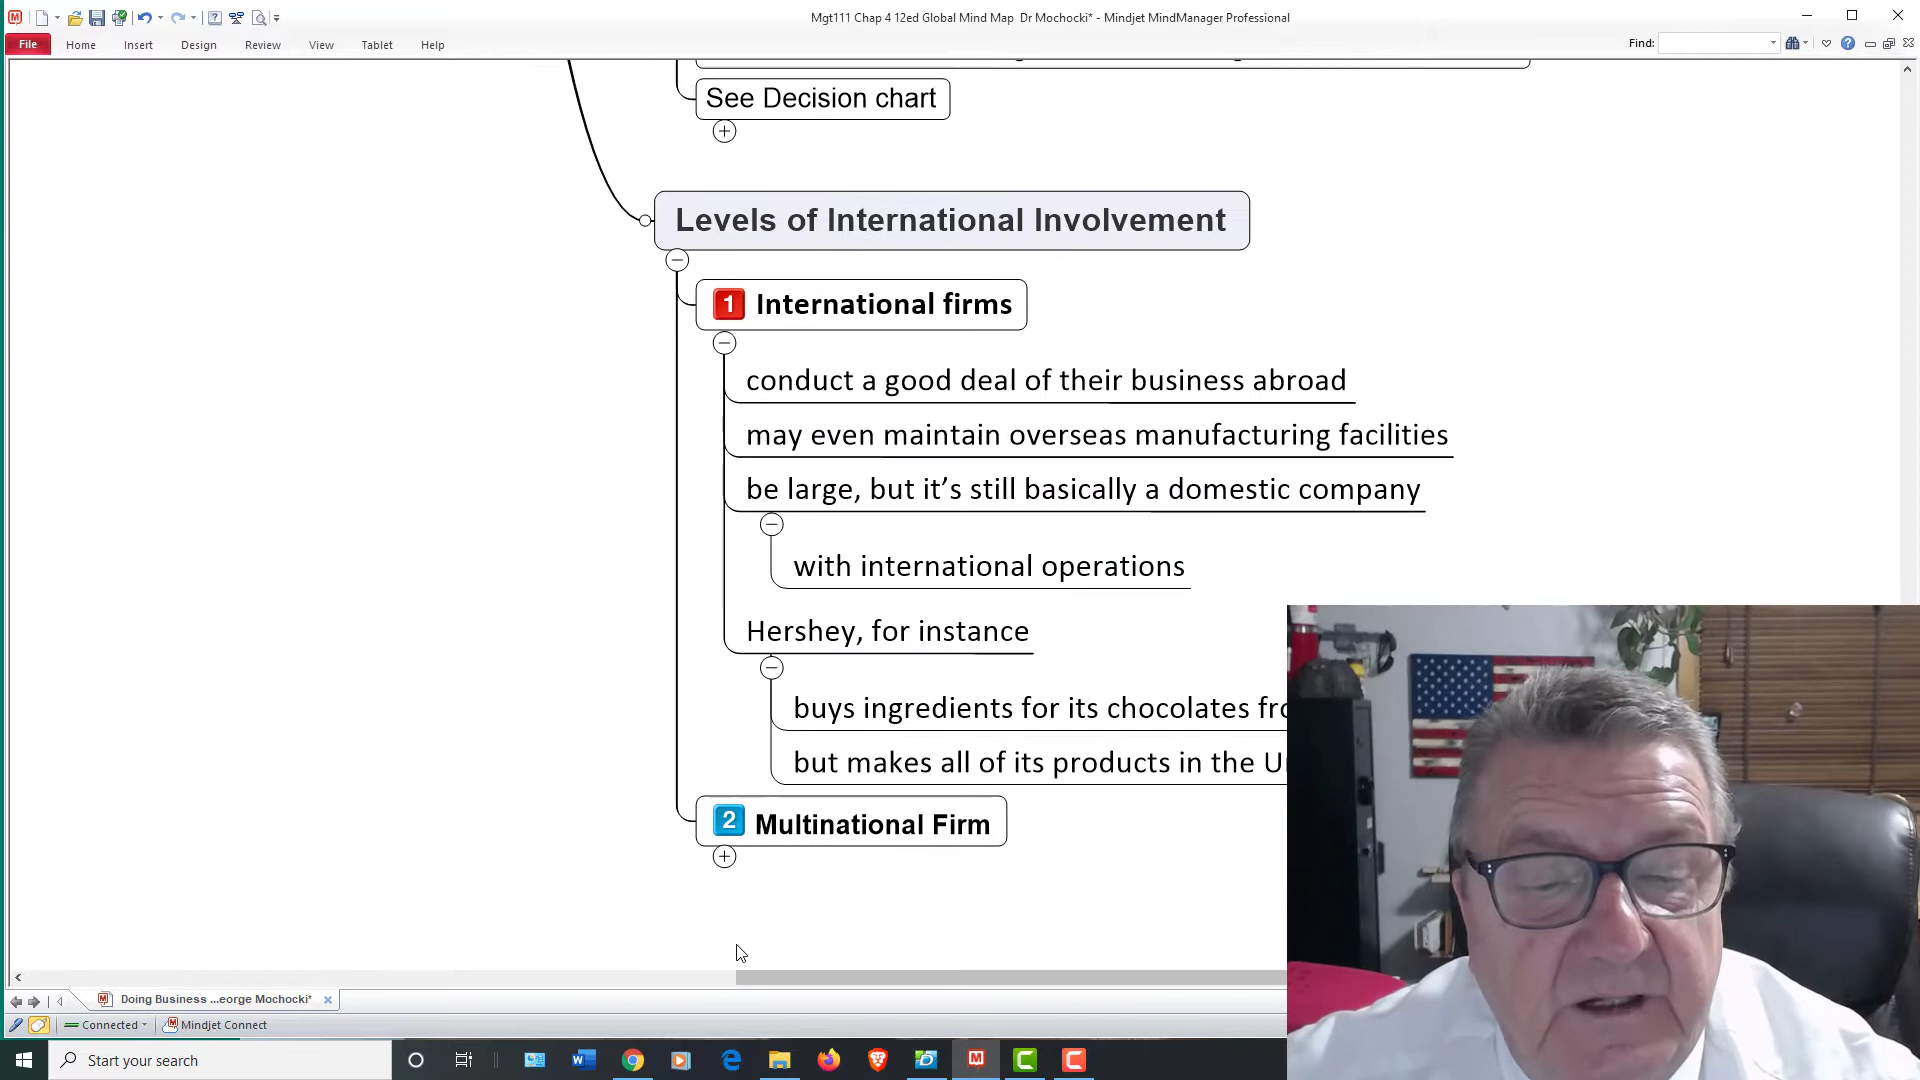 Mgt111 Chap 4 12ed Global Mind Map  Dr Mochocki* - Mindjet MindManager Professional
File Home Insert Design Review View Tablet Help Find:
See Decision chart
Levels of International Involvement
1 International firms
conduct a good deal of their business abroad
may even maintain overseas manufacturing facilities
be large, but it’s still basically a domestic company
with international operations
Hershey, for instance
buys ingredients for its chocolates
but makes all of its products in the
2 Multinational Firm
Doing Business ...eorge Mochocki*
Connected Mindjet Connect
Start your search